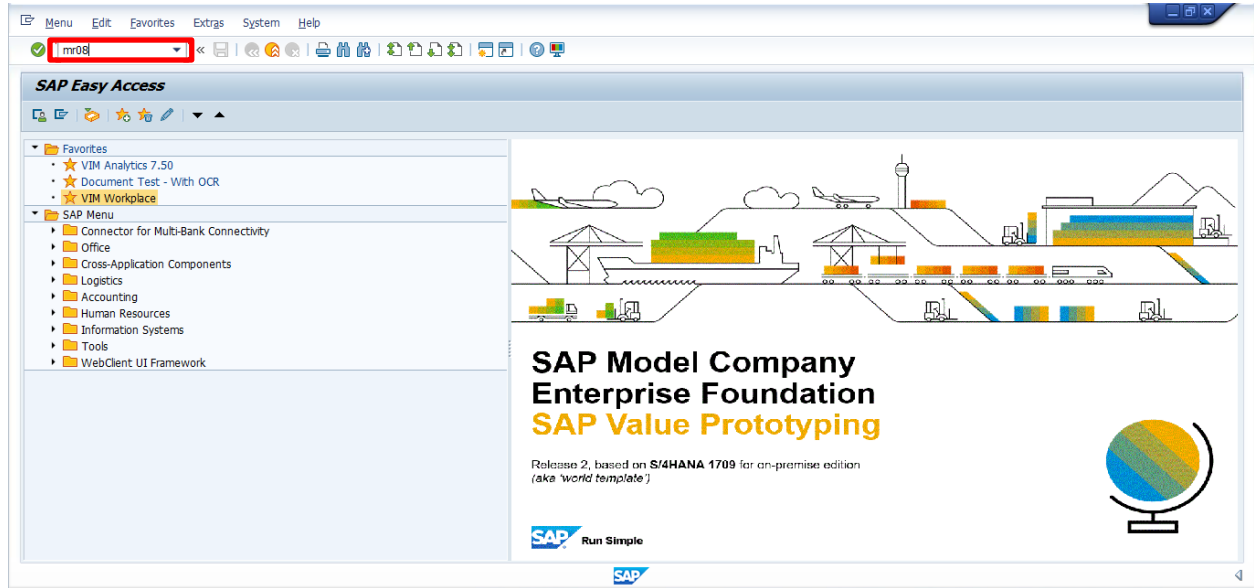 Menu Edit Favorites Extras System Help
mr08
SAP Easy Access
Favorites
VIM Analytics 7.50
Document Test - With OCR
VIM Workplace
SAP Menu
Connector for Multi-Bank Connectivity
Office
Cross-Application Components
Logistics
Accounting
Human Resources
Information Systems
Tools
WebClient UI Framework
SAP Model Company
Enterprise Foundation
SAP Value Prototyping
Release 2, based on S/4HANA 1709 for on-premise edition
(aka 'world template')
SAP Run Simple
SAP